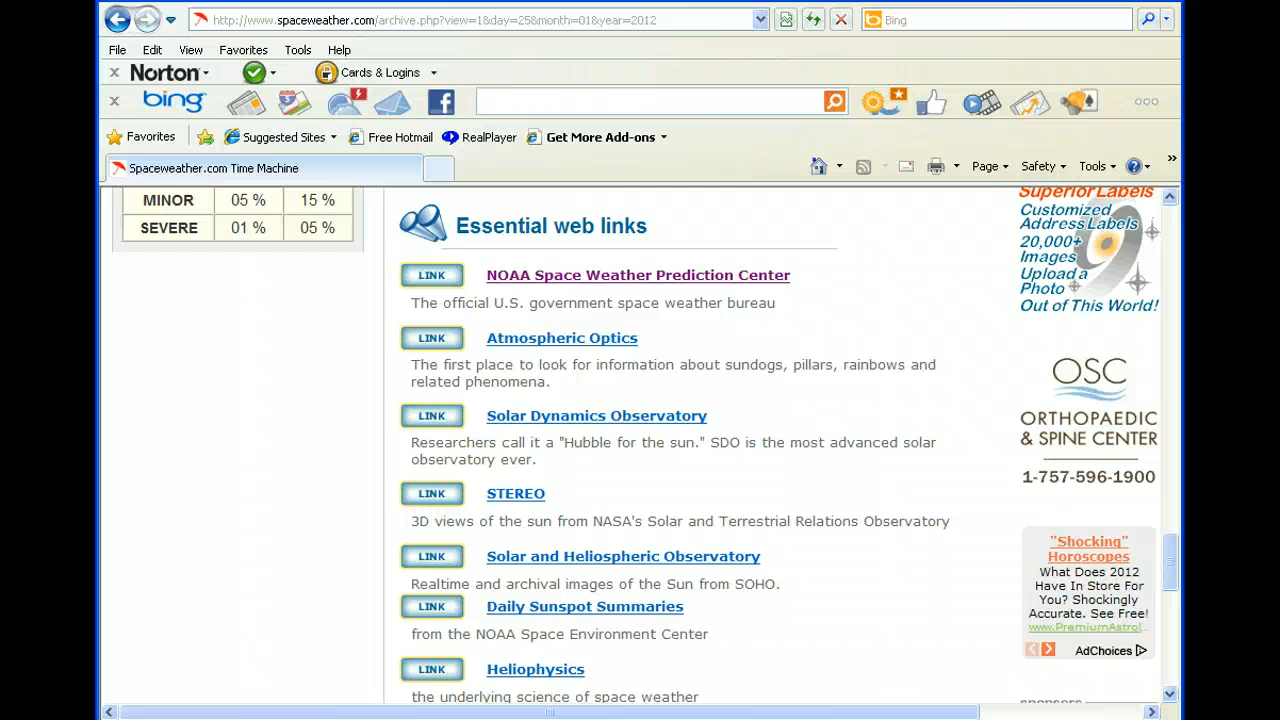 http://www.spaceweather.com/archive.php?view=1&day=25&month=01&year=2012
Bing
File Edit View Favorites Tools Help
Norton Cards & Logins
bing
Favorites Suggested Sites Free Hotmail RealPlayer Get More Add-ons
Spaceweather.com Time Machine
Page Safety Tools
MINOR 05 % 15 %
SEVERE 01 % 05 %
Essential web links
LINK NOAA Space Weather Prediction Center
The official U.S. government space weather bureau
LINK Atmospheric Optics
The first place to look for information about sundogs, pillars, rainbows and
related phenomena.
LINK Solar Dynamics Observatory
Researchers call it a "Hubble for the sun." SDO is the most advanced solar
observatory ever.
LINK STEREO
3D views of the sun from NASA's Solar and Terrestrial Relations Observatory
LINK Solar and Heliospheric Observatory
Realtime and archival images of the Sun from SOHO.
LINK Daily Sunspot Summaries
from the NOAA Space Environment Center
LINK Heliophysics
the underlying science of space weather
Superior Labels
Customized
Address Labels
20,000+
Images
Upload a
Photo
Out of This World!
OSC
ORTHOPAEDIC
& SPINE CENTER
1-757-596-1900
"Shocking"
Horoscopes
What Does 2012
Have In Store For
You? Shockingly
Accurate. See Free!
www.PremiumAstrol...
AdChoices
sponsors